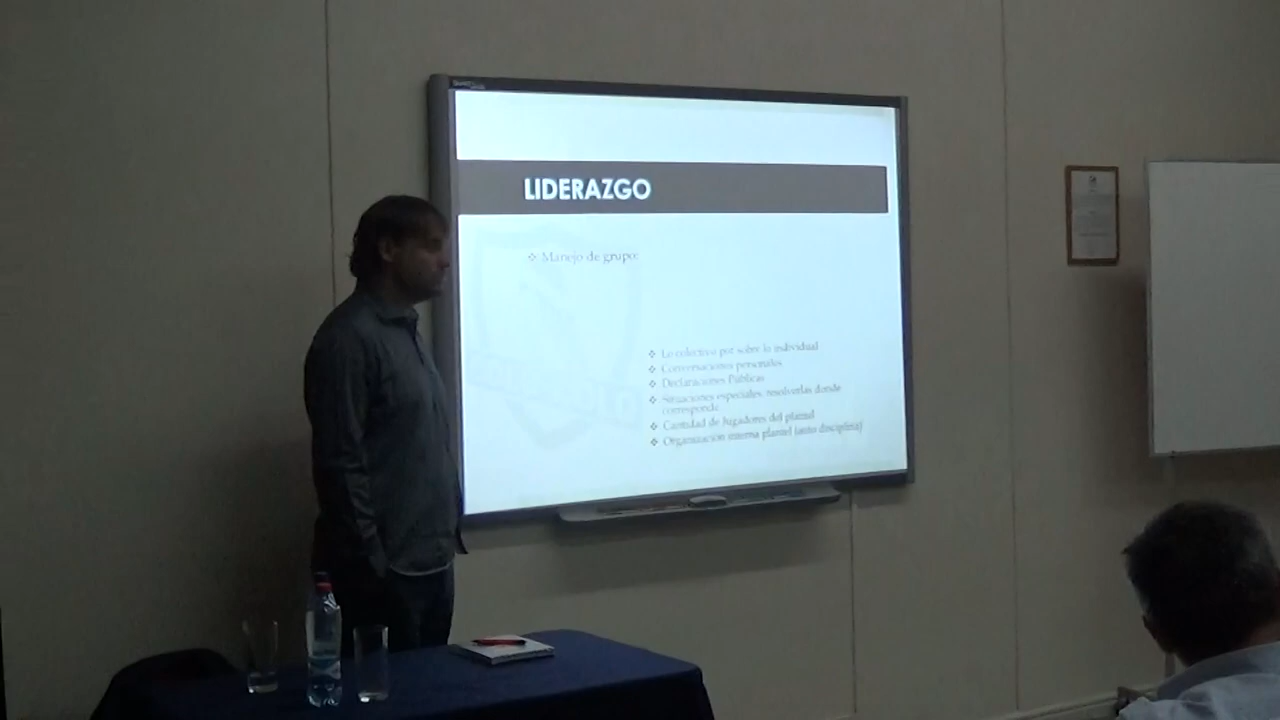 LIDERAZGO
❖ Manejo de grupo:
❖ Lo colectivo por sobre lo individual
❖ Conversaciones personales
❖ Declaraciones Públicas
❖ Situaciones especiales, resolverlas donde
corresponde
❖ Cantidad de Jugadores del plantel
❖ Organización interna plantel (auto disciplina)